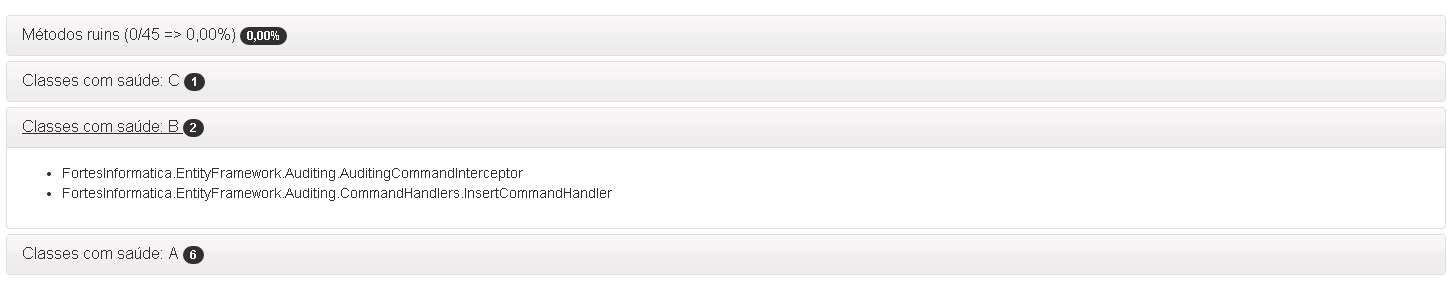 Métodos ruins (0/45 => 0,00%) 0,00%
Classes com saúde: C 1
Classes com saúde: B 2
• FortesInformatica.EntityFramework.Auditing.AuditingCommandInterceptor
• FortesInformatica.EntityFramework.Auditing.CommandHandlers.InsertCommandHandler
Classes com saúde: A 6